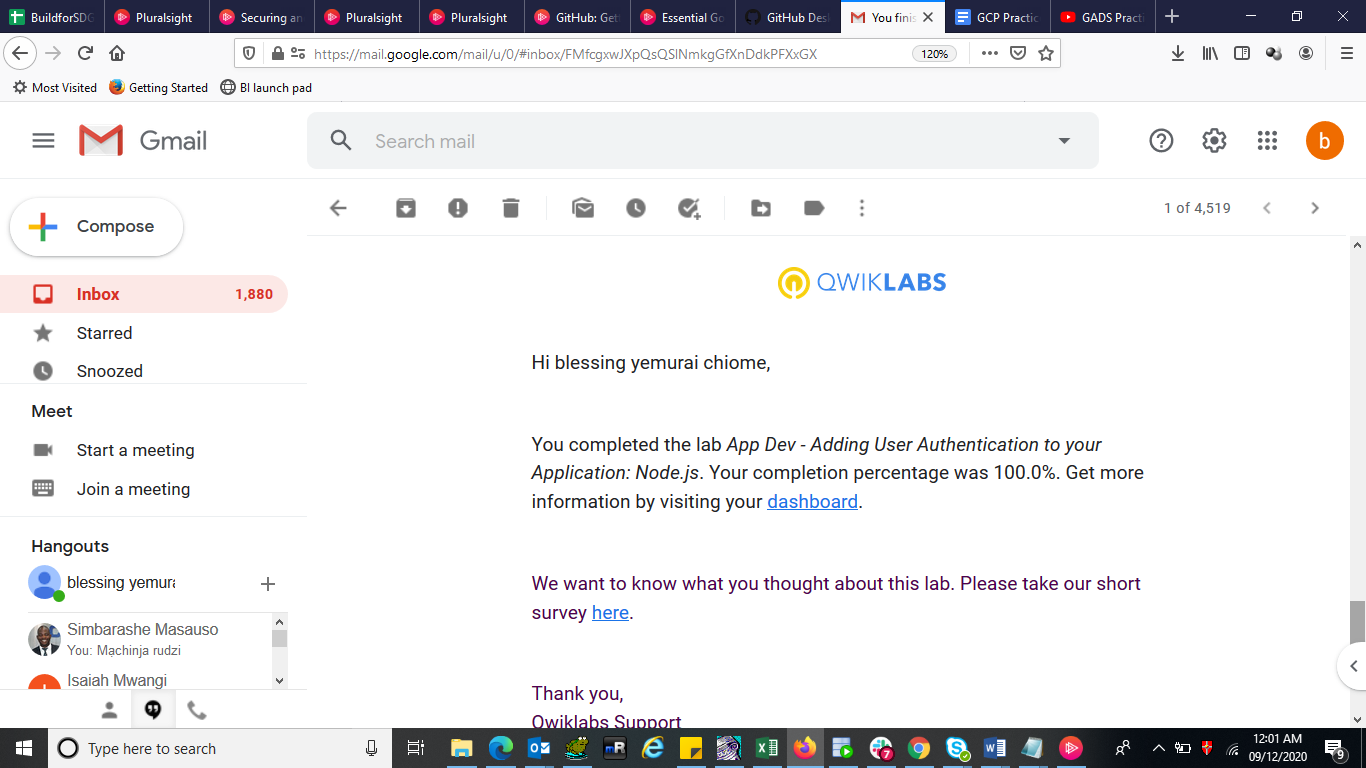 BuildforSDG
Pluralsight
Securing an
Pluralsight
Pluralsight
GitHub: Get
Essential Go
GitHub Des
You finis
GCP Practic
GADS Practi
https://mail.google.com/mail/u/0/#inbox/FMfcgxwJXpQsQSlNmkgGfXnDdkPFXxGX
120%
Most Visited
Getting Started
BI launch pad
Gmail
Search mail
b
Compose
1 of 4,519
Inbox
1,880
Starred
Snoozed
Meet
Start a meeting
Join a meeting
Hangouts
blessing yemura
Simbarashe Masauso
You: Machinja rudzi
Isaiah Mwangi
QWIKLABS
Hi blessing yemurai chiome,
You completed the lab App Dev - Adding User Authentication to your
Application: Node.js. Your completion percentage was 100.0%. Get more
information by visiting your dashboard.
We want to know what you thought about this lab. Please take our short
survey here.
Thank you,
Qwiklabs Support
Type here to search
12:01 AM
09/12/2020